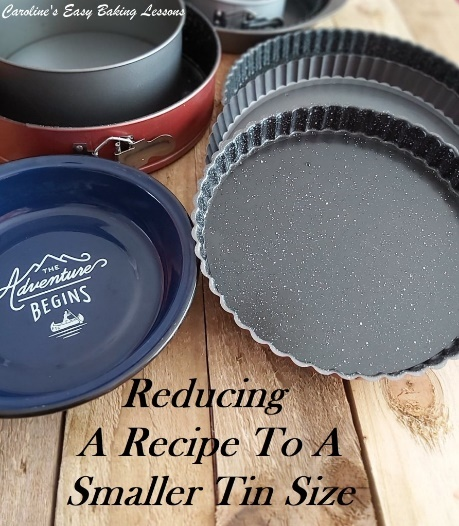 Caroline's Easy Baking Lessons
THE
Adventure
BEGINS
Reducing
A Recipe To A
Smaller Tin Size